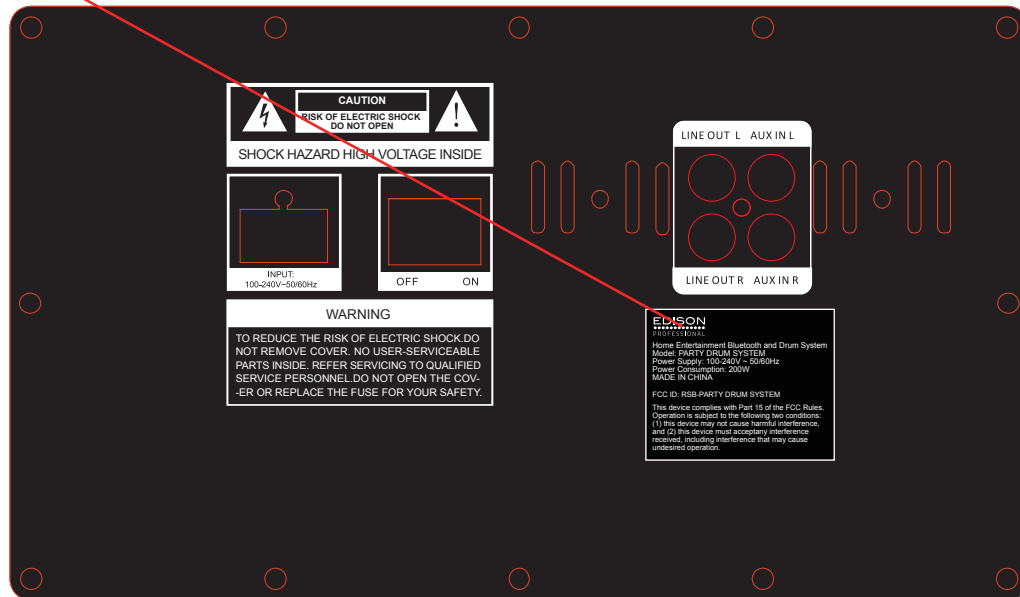 CAUTION
RISK OF ELECTRIC SHOCK
DO NOT OPEN
SHOCK HAZARD HIGH VOLTAGE INSIDE
INPUT:
100-240V~50/60Hz
OFF ON
WARNING
TO REDUCE THE RISK OF ELECTRIC SHOCK.DO
NOT REMOVE COVER. NO USER-SERVICEABLE
PARTS INSIDE. REFER SERVICING TO QUALIFIED
SERVICE PERSONNEL.DO NOT OPEN THE COV-
-ER OR REPLACE THE FUSE FOR YOUR SAFETY.
LINE OUT L AUX IN L
LINE OUT R AUX IN R
EDISON
PROFESSIONAL
Home Entertainment Bluetooth and Drum System
Model: PARTY DRUM SYSTEM
Power Supply: 100-240V ~ 50/60Hz
Power Consumption: 200W
MADE IN CHINA
FCC ID: RSB-PARTY DRUM SYSTEM
This device complies with Part 15 of the FCC Rules.
Operation is subject to the following two conditions:
(1) this device may not cause harmful interference,
and (2) this device must acceptany interference
received, including interference that may cause
undesired operation.